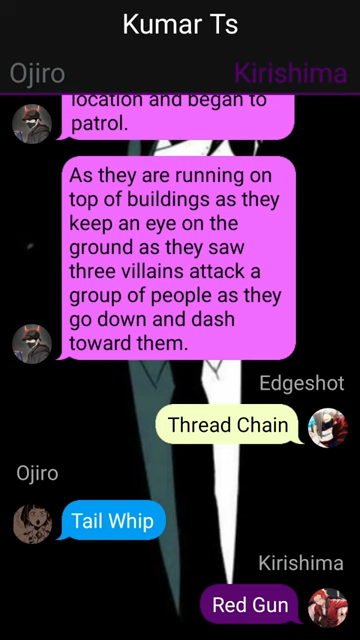 Kumar Ts
Ojiro
Kirishima
location and began to
patrol.
As they are running on
top of buildings as they
keep an eye on the
ground as they saw
three villains attack a
group of people as they
go down and dash
toward them.
Edgeshot
Thread Chain
Ojiro
Tail Whip
Kirishima
Red Gun